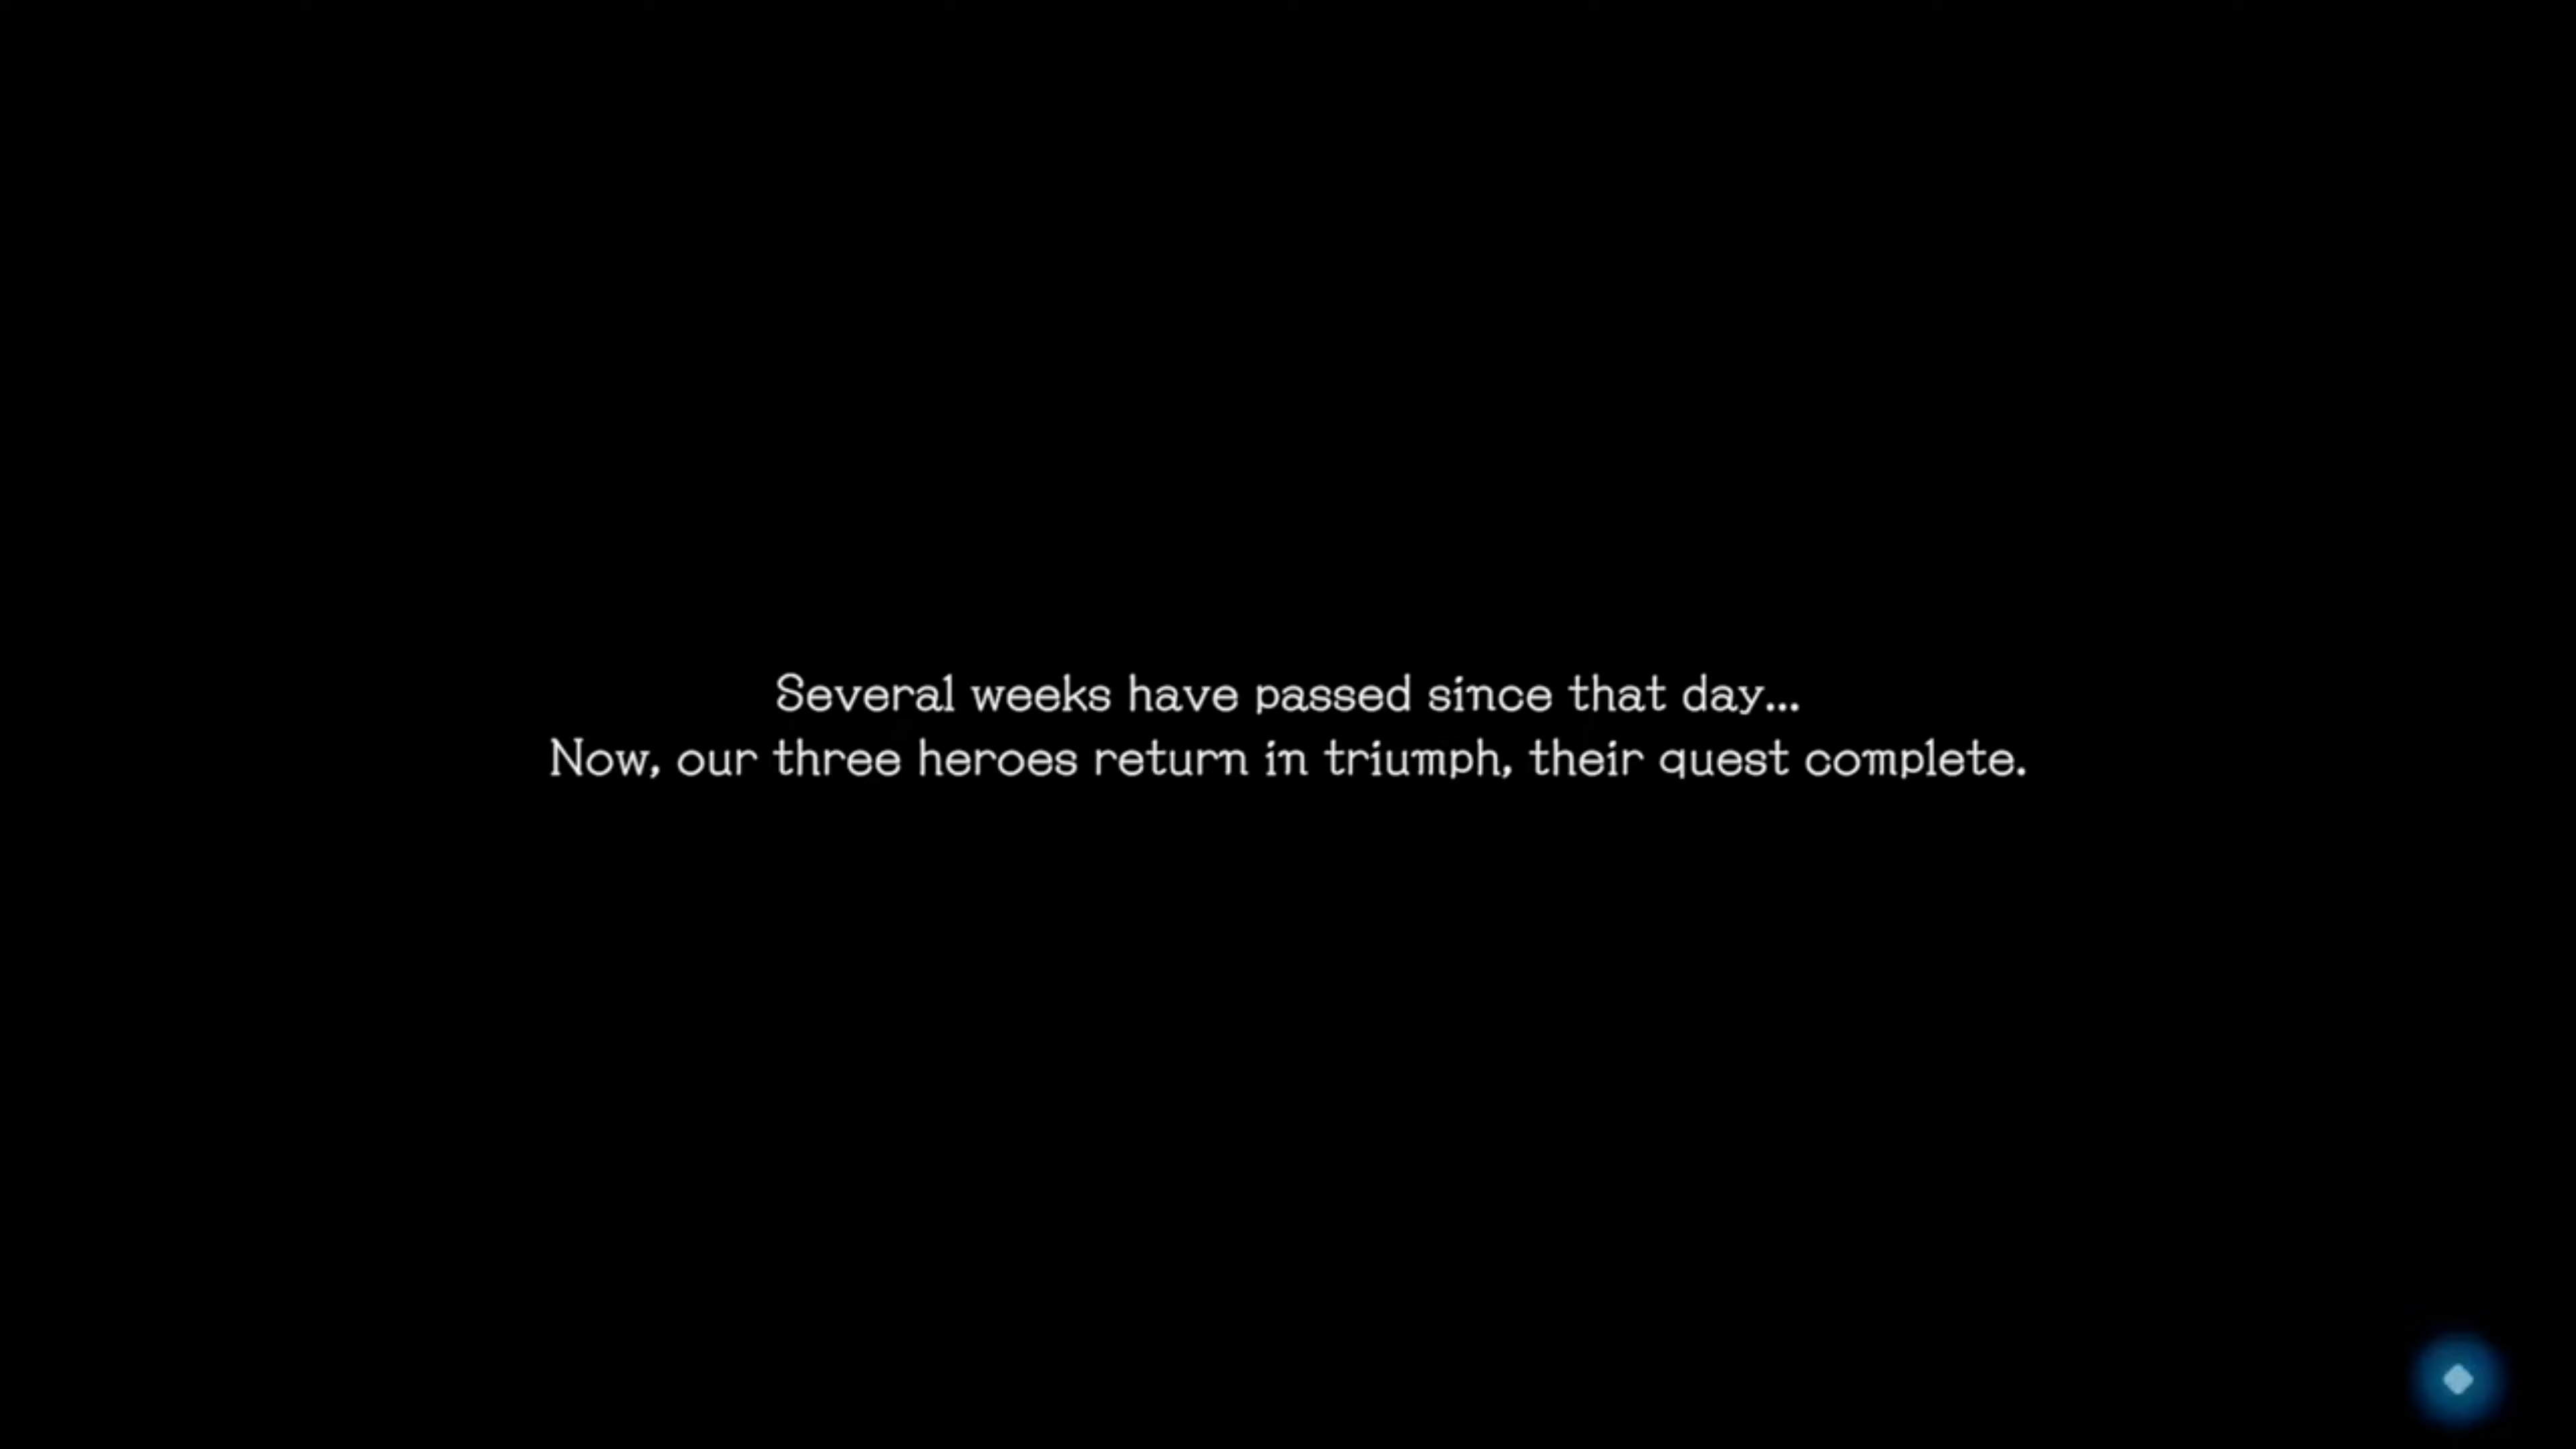 Several weeks have passed since that day...
Now, our three heroes return in triumph, their quest complete.